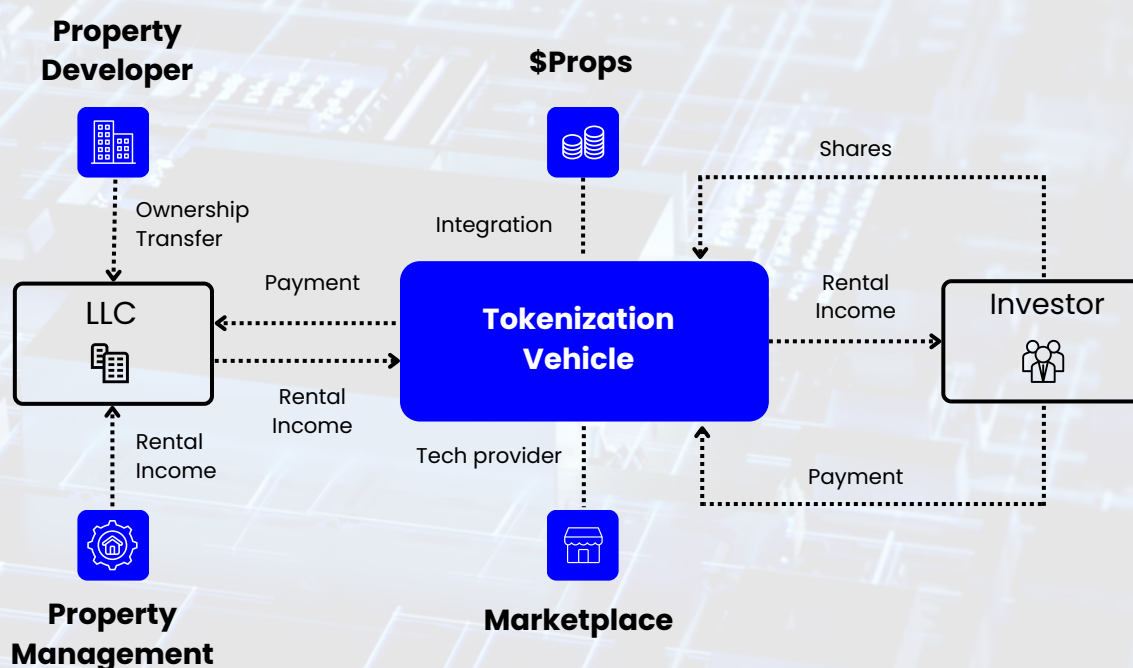 Property
Developer
$Props
Shares
Ownership
Transfer
Integration
Payment
Rental
Income
LLC
Tokenization
Vehicle
Investor
Rental
Income
Rental
Income
Tech provider
Payment
Property
Management
Marketplace